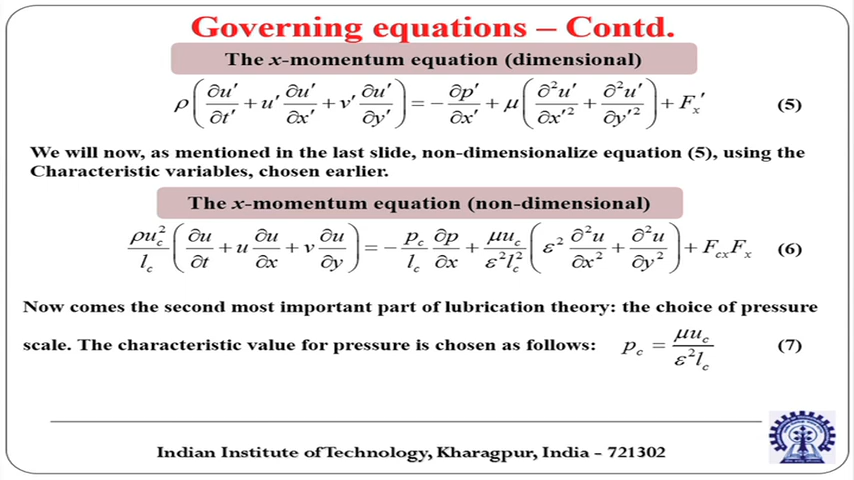 Governing equations – Contd.
The x-momentum equation (dimensional)
ρ(∂u′/∂t′ + u′ ∂u′/∂x′ + v′ ∂u′/∂y′) = −∂p′/∂x′ + μ(∂²u′/∂x′² + ∂²u′/∂y′²) + Fₓ′ (5)
We will now, as mentioned in the last slide, non-dimensionalize equation (5), using the
Characteristic variables, chosen earlier.
The x-momentum equation (non-dimensional)
ρu_c²/l_c (∂u/∂t + u ∂u/∂x + v ∂u/∂y) = −p_c/l_c ∂p/∂x + μu_c/ε²l_c² (ε² ∂²u/∂x² + ∂²u/∂y²) + F_cx F_x (6)
Now comes the second most important part of lubrication theory: the choice of pressure
scale. The characteristic value for pressure is chosen as follows: p_c = μu_c/ε²l_c (7)
Indian Institute of Technology, Kharagpur, India - 721302